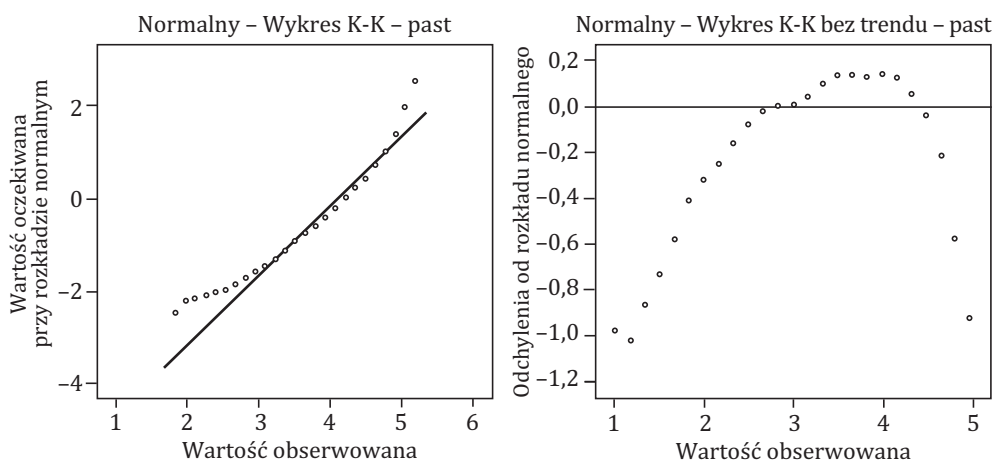 Normalny – Wykres K-K – past
Wartość oczekiwana
przy rozkładzie normalnym
2
0
–2
–4
1 2 3 4 5 6
Wartość obserwowana
Normalny – Wykres K-K bez trendu – past
Odchylenia od rozkładu normalnego
0,2
0,0
–0,2
–0,4
–0,6
–0,8
–1,0
–1,2
1 2 3 4 5
Wartość obserwowana